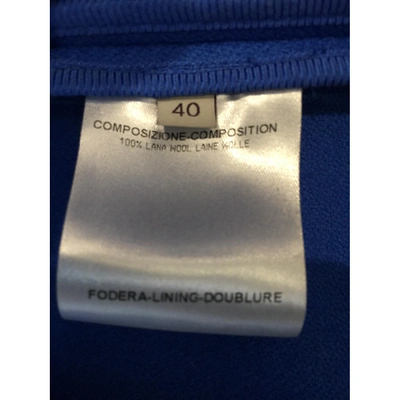 40
COMPOSIZIONE-COMPOSITION
100% LANA WOOL LAINE WOLLE
FODERA-LINING-DOUBLURE